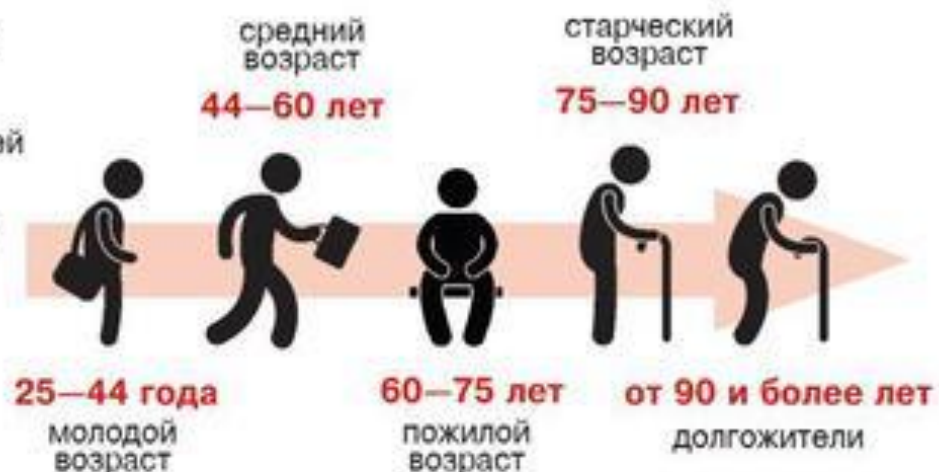 средний
возраст
44—60 лет
старческий
возраст
75—90 лет
ей
25—44 года
молодой
возраст
60—75 лет
пожилой
возраст
от 90 и более лет
долгожители